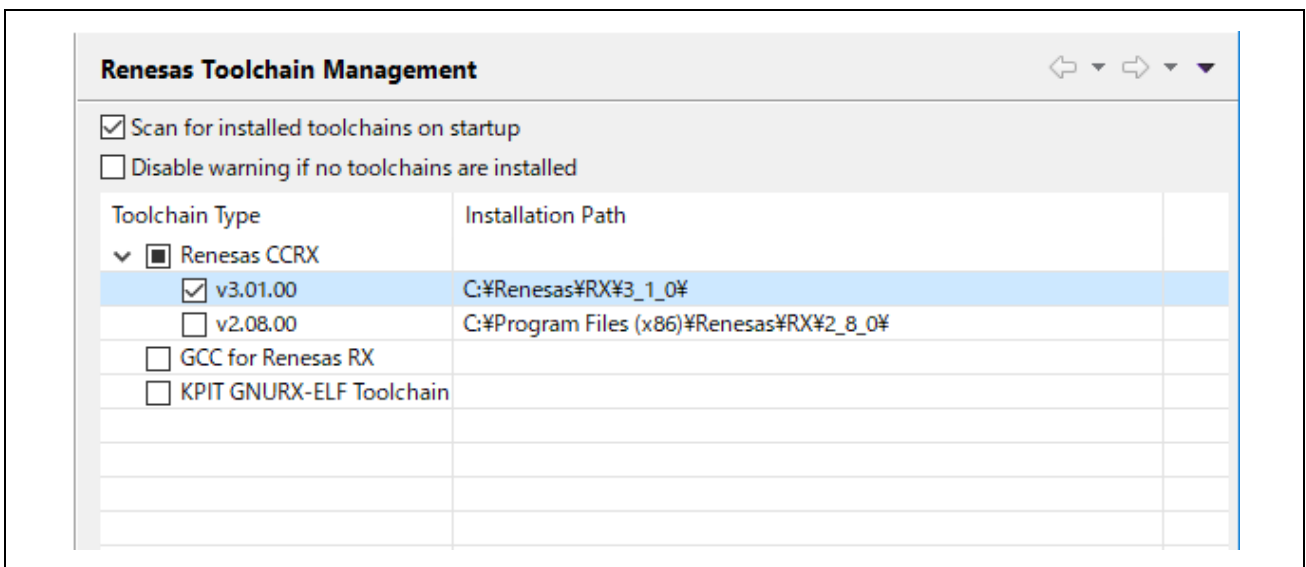 Renesas Toolchain Management
Scan for installed toolchains on startup
Disable warning if no toolchains are installed
Toolchain Type Installation Path
Renesas CCRX
v3.01.00 C:¥Renesas¥RX¥3_1_0¥
v2.08.00 C:¥Program Files (x86)¥Renesas¥RX¥2_8_0¥
GCC for Renesas RX
KPIT GNURX-ELF Toolchain